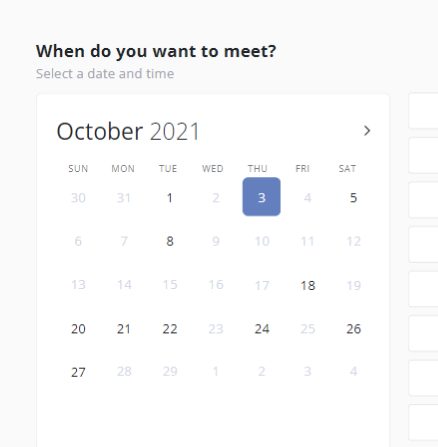 When do you want to meet?
Select a date and time
October 2021
SUN MON TUE WED THU FRI SAT
30 31 1 2 3 4 5
6 7 8 9 10 11 12
13 14 15 16 17 18 19
20 21 22 23 24 25 26
27 28 29 1 2 3 4